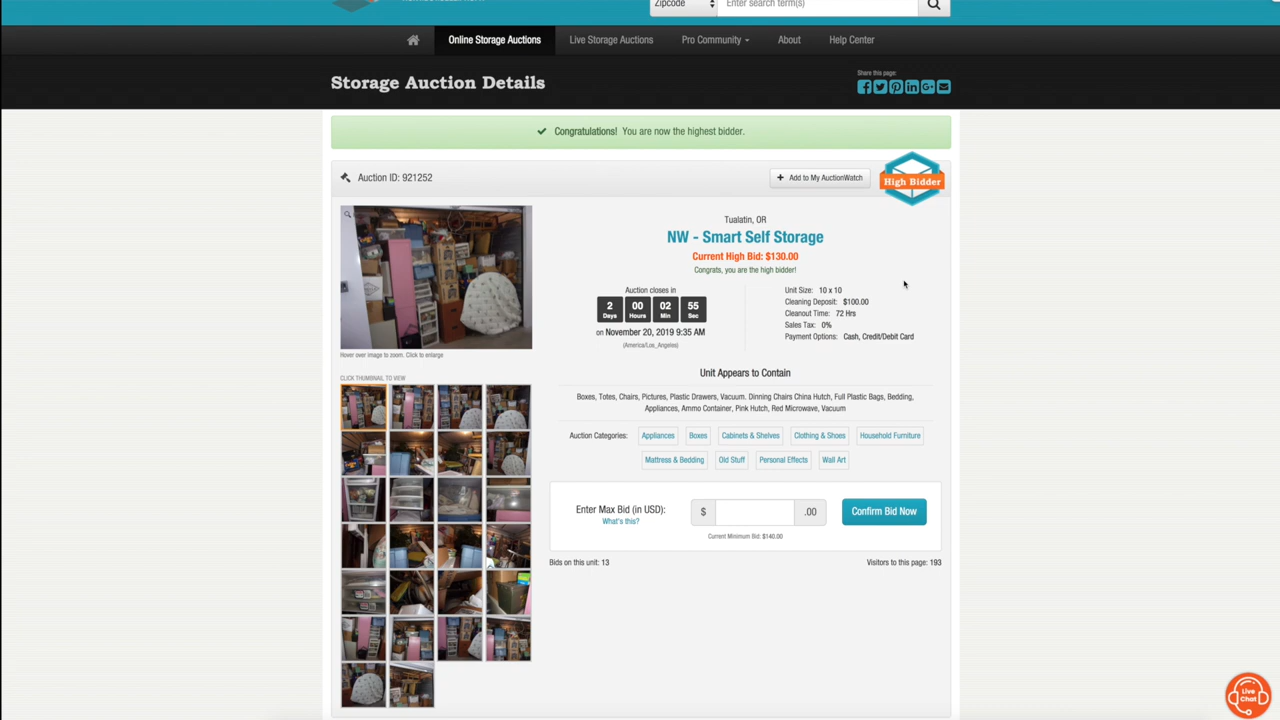 Zipcode
Enter search term(s)
Online Storage Auctions
Live Storage Auctions
Pro Community
About
Help Center
Storage Auction Details
Share this page:
Congratulations! You are now the highest bidder.
Auction ID: 921252
+ Add to My AuctionWatch
High Bidder
Tualatin, OR
NW - Smart Self Storage
Current High Bid: $130.00
Congrats, you are the high bidder!
Auction closes in
2 00 02 55
Days Hours Min Sec
on November 20, 2019 9:35 AM
(America/Los_Angeles)
Unit Size: 10 x 10
Cleaning Deposit: $100.00
Cleanout Time: 72 Hrs
Sales Tax: 0%
Payment Options: Cash, Credit/Debit Card
Hover over image to zoom. Click to enlarge
CLICK THUMBNAIL TO VIEW
Unit Appears to Contain
Boxes, Totes, Chairs, Pictures, Plastic Drawers, Vacuum. Dinning Chairs China Hutch, Full Plastic Bags, Bedding,
Appliances, Ammo Container, Pink Hutch, Red Microwave, Vacuum
Auction Categories: Appliances Boxes Cabinets & Shelves Clothing & Shoes Household Furniture
Mattress & Bedding Old Stuff Personal Effects Wall Art
Enter Max Bid (in USD):
What's this?
$ .00
Confirm Bid Now
Current Minimum Bid: $140.00
Bids on this unit: 13
Visitors to this page: 193
Live
Chat